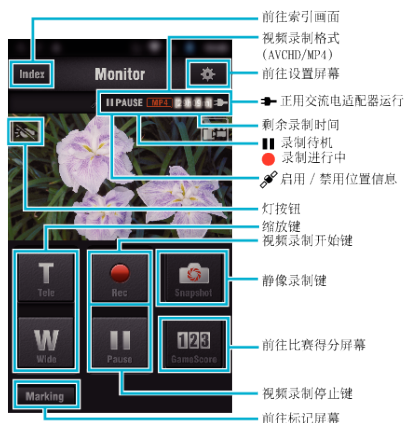 前往索引画面
视频录制格式
(AVCHD/MP4)
前往设置屏幕
Index
Monitor
正用交流电适配器运行
PAUSE MP4
剩余录制时间
录制待机
录制进行中
启用 / 禁用位置信息
灯按钮
缩放键
视频录制开始键
T
Tele
Rec
Snapshot
静像录制键
W
Wide
Pause
123
GameScore
前往比赛得分屏幕
Marking
视频录制停止键
前往标记屏幕